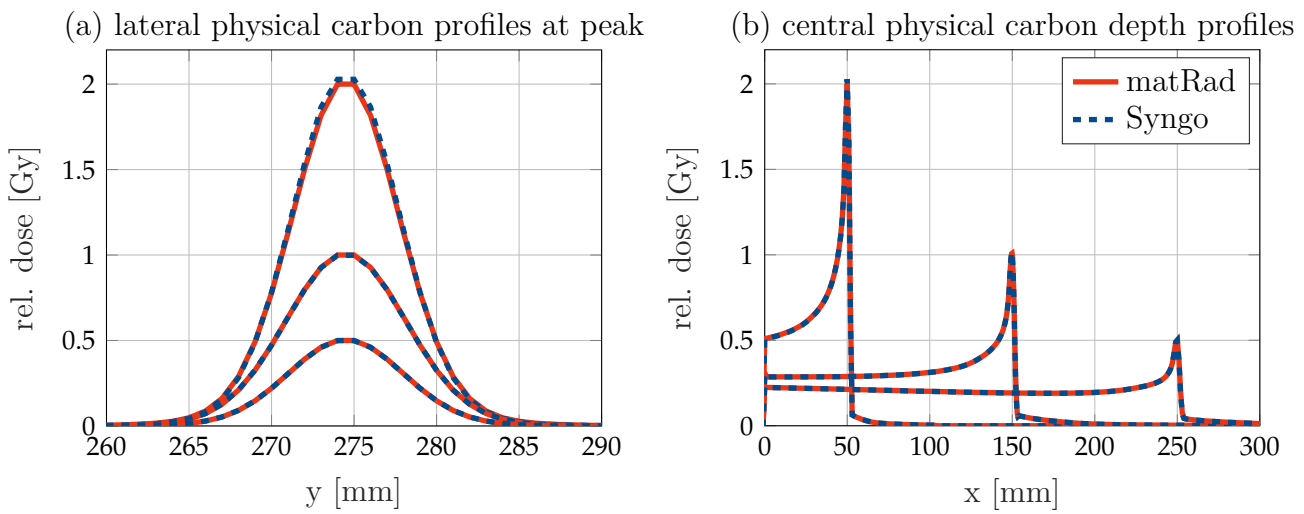 (a) lateral physical carbon profiles at peak
rel. dose [Gy]
2
1.5
1
0.5
0
260 265 270 275 280 285 290
y [mm]
(b) central physical carbon depth profiles
matRad
Syngo
rel. dose [Gy]
2
1.5
1
0.5
0
0 50 100 150 200 250 300
x [mm]